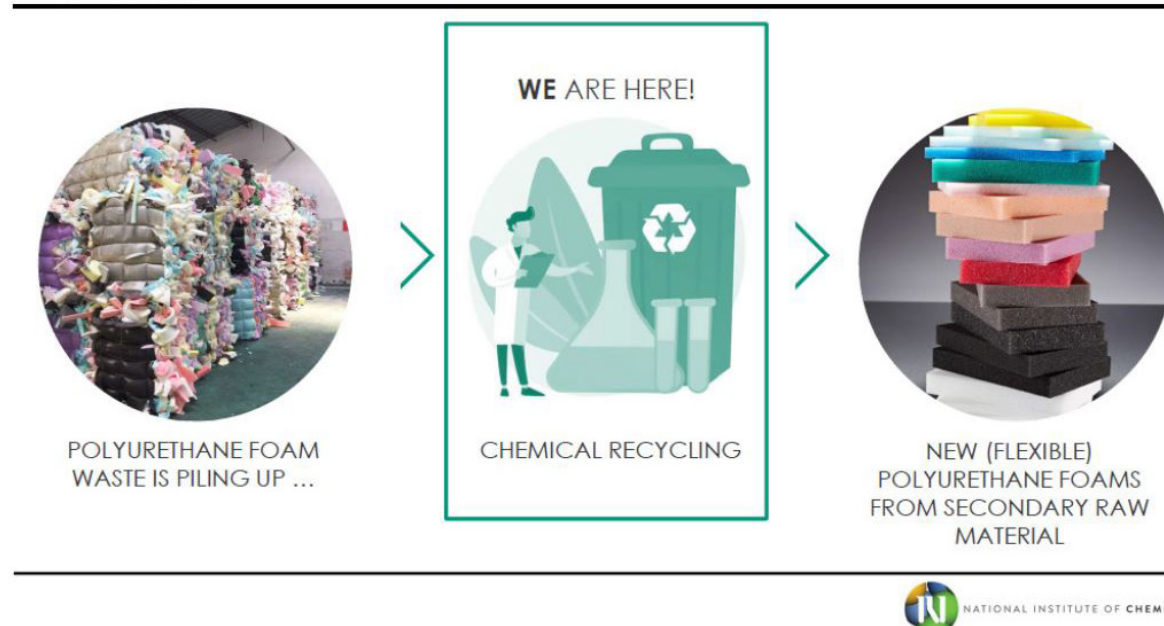 WE ARE HERE!
POLYURETHANE FOAM
WASTE IS PILING UP ...
CHEMICAL RECYCLING
NEW (FLEXIBLE)
POLYURETHANE FOAMS
FROM SECONDARY RAW
MATERIAL
NATIONAL INSTITUTE OF CHEM